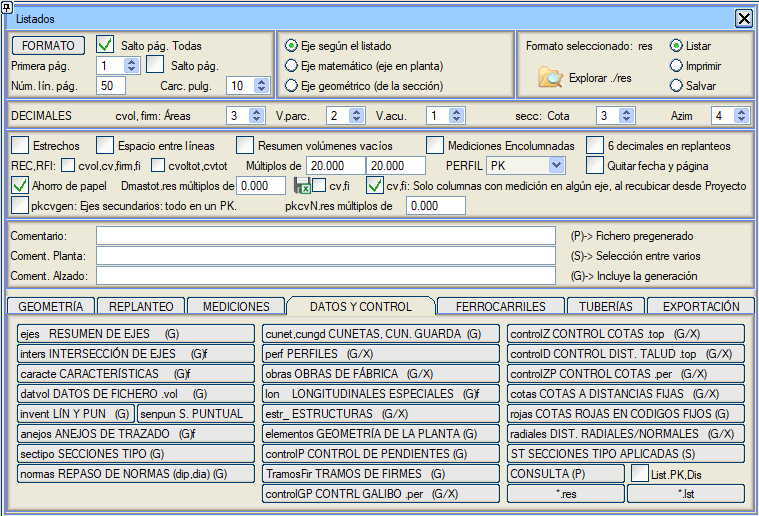 Listados
FORMATO Salto pág. Todas
Primera pág. 1 Salto pág.
Núm. lín. pág. 50 Carc. pulg. 10
Eje según el listado
Eje matemático (eje en planta)
Eje geométrico (de la sección)
Formato seleccionado: res Listar
Explorar ./res Imprimir
Salvar
DECIMALES cvol, firm: Áreas 3 V.parc. 2 V.acu. 1 secc: Cota 3 Azim 4
Estrechos Espacio entre líneas Resumen volúmenes vacíos Mediciones Encolumnadas 6 decimales en replanteos
REC,RFI: cvol,cv,firm,fi cvoltot,cvtot Múltiplos de 20.000 20.000 PERFIL PK Quitar fecha y página
Ahorro de papel Dmastot.res múltiples de 0.000 cv,fi cv,fi: Solo columnas con medición en algún eje, al recubicar desde Proyecto
pkcvgen: Ejes secundarios: todo en un PK. pkcvN.res múltiplos de 0.000
Comentario: (P)-> Fichero pregenerado
Coment. Planta: (S)-> Selección entre varios
Coment. Alzado: (G)-> Incluye la generación
GEOMETRÍA REPLANTEO MEDICIONES DATOS Y CONTROL FERROCARRILES TUBERÍAS EXPORTACIÓN
ejes RESUMEN DE EJES (G) cunet,cungd CUNETAS, CUN. GUARDA (G) controlZ CONTROL COTAS .top (G/X)
inters INTERSECCIÓN DE EJES (G)f perf PERFILES (G/X) controlD CONTROL DIST. TALUD .top (G/X)
caracte CARACTERÍSTICAS (G)f obras OBRAS DE FÁBRICA (G/X) controlZP CONTROL COTAS .per (G/X)
datvol DATOS DE FICHERO .vol (G) lon LONGITUDINALES ESPECIALES (G)f cotas COTAS A DISTANCIAS FIJAS (G/X)
invent LÍN Y PUN (G) senpun S. PUNTUAL estr_ ESTRUCTURAS (G/X) rojas COTAS ROJAS EN CODIGOS FIJOS (G)
anejos ANEJOS DE TRAZADO (G)f elementos GEOMETRÍA DE LA PLANTA (G) radiales DIST. RADIALES/NORMALES (G/X)
sectipo SECCIONES TIPO (G) controlP CONTROL DE PENDIENTES (G) ST SECCIONES TIPO APLICADAS (S)
normas REPASO DE NORMAS (dip,dia) (G) TramosFir TRAMOS DE FIRMES (G) CONSULTA (P) List.PK,Dis
controlGP CONTRL GALIBO .per (G/X) *.res *.lst